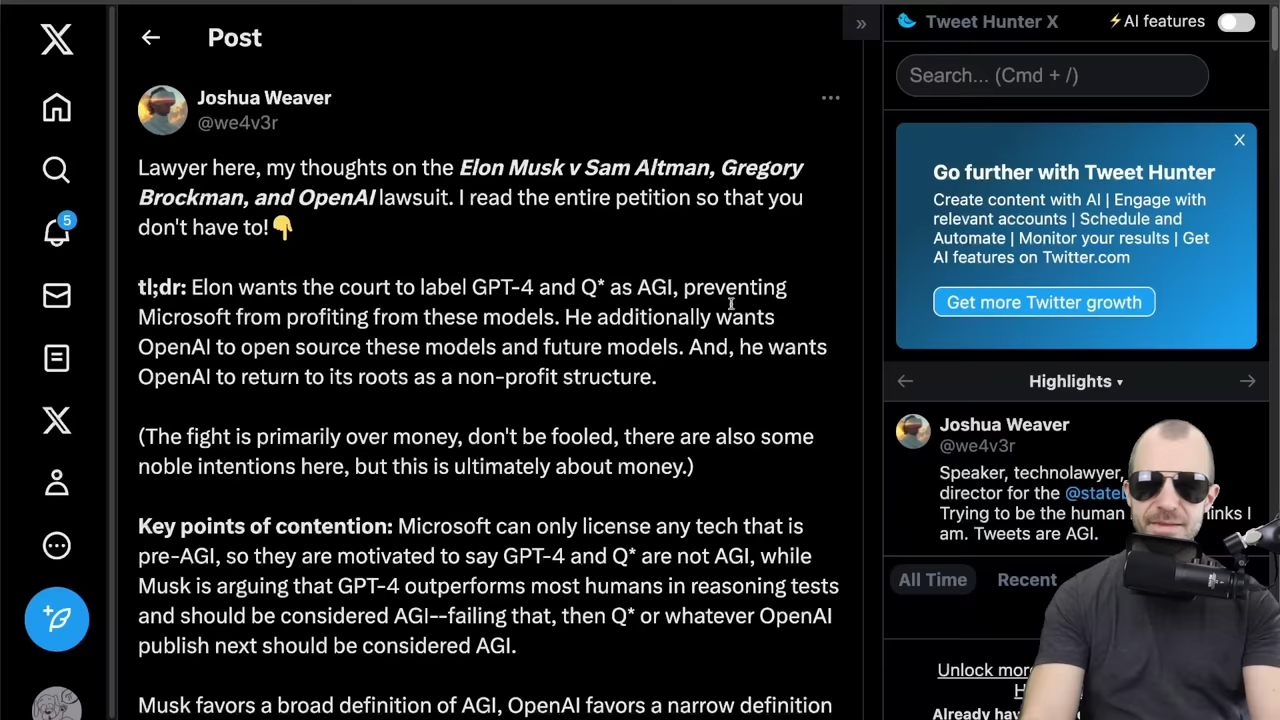 Post
Joshua Weaver
@we4v3r
Lawyer here, my thoughts on the Elon Musk v Sam Altman, Gregory
Brockman, and OpenAI lawsuit. I read the entire petition so that you
don't have to!👇
tl;dr: Elon wants the court to label GPT-4 and Q* as AGI, preventing
Microsoft from profiting from these models. He additionally wants
OpenAI to open source these models and future models. And, he wants
OpenAI to return to its roots as a non-profit structure.
(The fight is primarily over money, don't be fooled, there are also some
noble intentions here, but this is ultimately about money.)
Key points of contention: Microsoft can only license any tech that is
pre-AGI, so they are motivated to say GPT-4 and Q* are not AGI, while
Musk is arguing that GPT-4 outperforms most humans in reasoning tests
and should be considered AGI--failing that, then Q* or whatever OpenAI
publish next should be considered AGI.
Musk favors a broad definition of AGI, OpenAI favors a narrow definition
5
»
Tweet Hunter X
⚡AI features
Search... (Cmd + /)
X
Go further with Tweet Hunter
Create content with AI | Engage with
relevant accounts | Schedule and
Automate | Monitor your results | Get
AI features on Twitter.com
Get more Twitter growth
Highlights
Joshua Weaver
@we4v3r
Speaker, technolawyer,
director for the
Trying to be the human
I
am. Tweets are AGI.
All Time
Recent
Unlock
Already